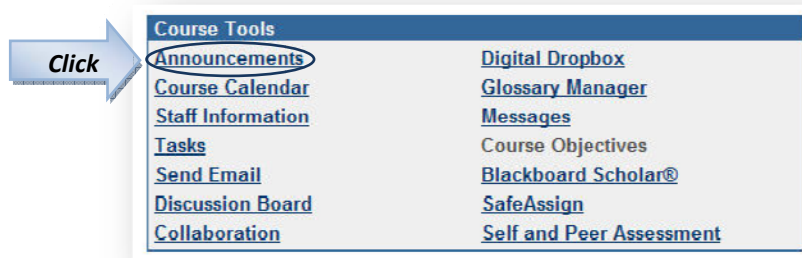 Course Tools
Click
Announcements
Course Calendar
Staff Information
Tasks
Send Email
Discussion Board
Collaboration
Digital Dropbox
Glossary Manager
Messages
Course Objectives
Blackboard Scholar®
SafeAssign
Self and Peer Assessment